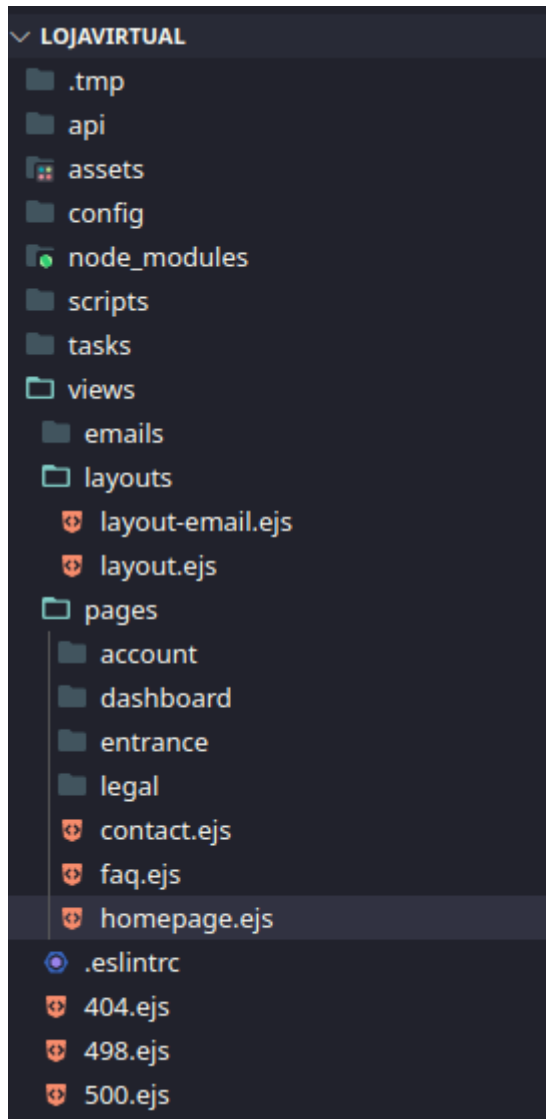 LOJAVIRTUAL
.tmp
api
assets
config
node_modules
scripts
tasks
views
emails
layouts
layout-email.ejs
layout.ejs
pages
account
dashboard
entrance
legal
contact.ejs
faq.ejs
homepage.ejs
.eslintrc
404.ejs
498.ejs
500.ejs